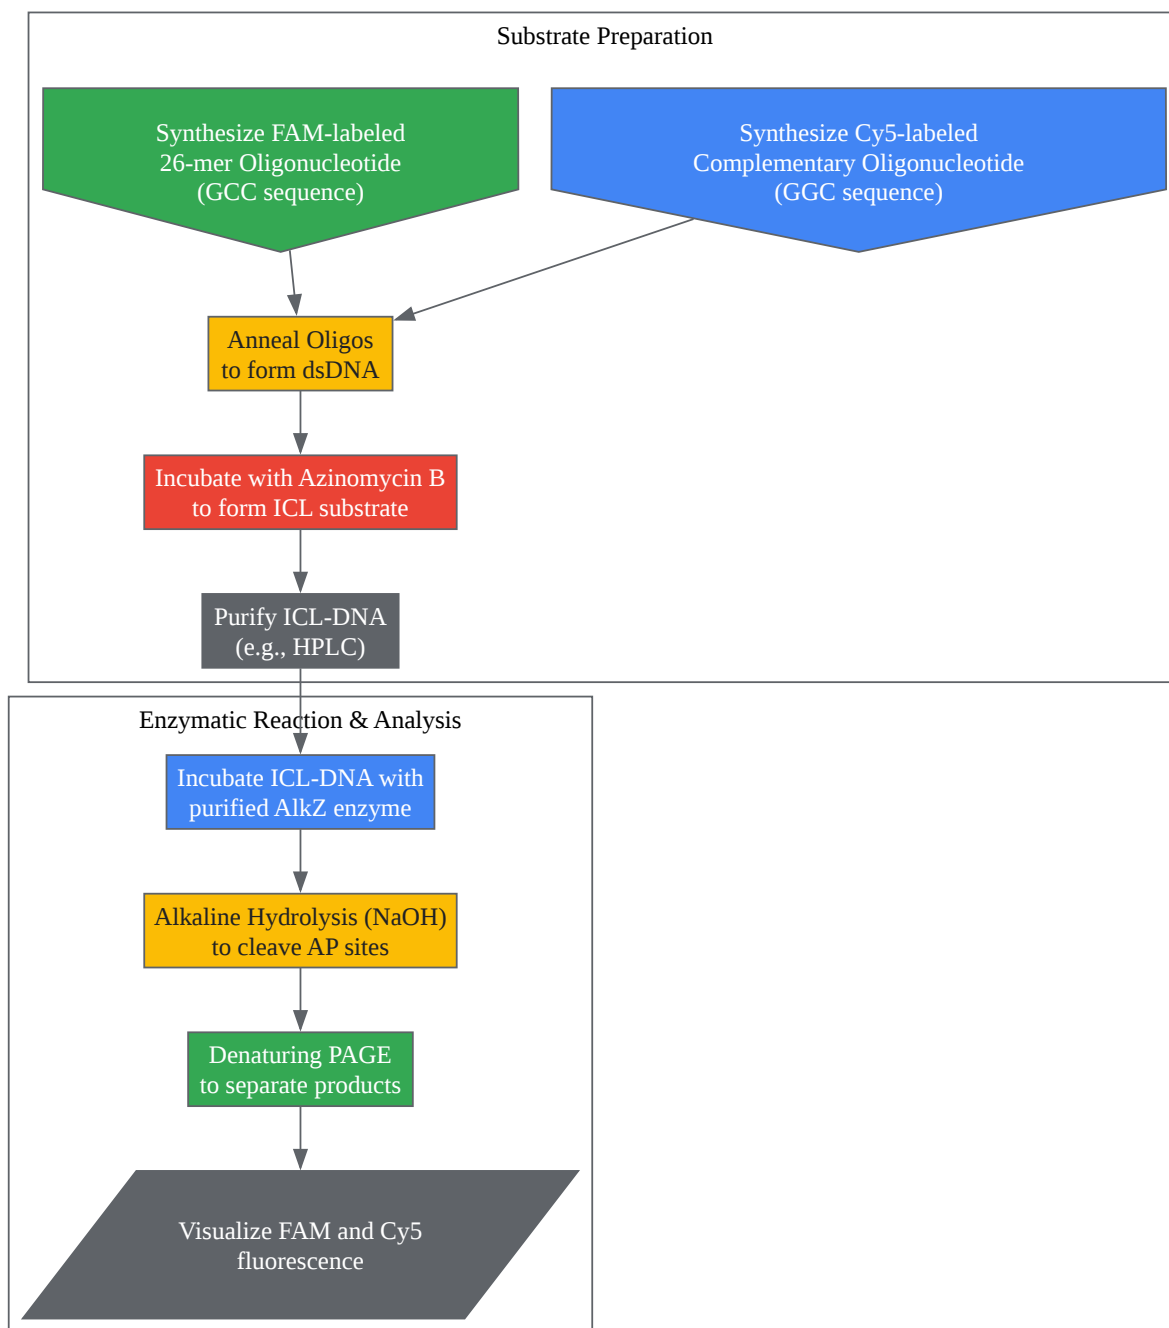 Substrate Preparation
Synthesize FAM-labeled
26-mer Oligonucleotide
(GCC sequence)
Synthesize Cy5-labeled
Complementary Oligonucleotide
(GGC sequence)
Anneal Oligos
to form dsDNA
Incubate with Azinomycin B
to form ICL substrate
Purify ICL-DNA
(e.g., HPLC)
Enzymatic Reaction & Analysis
Incubate ICL-DNA with
purified AlkZ enzyme
Alkaline Hydrolysis (NaOH)
to cleave AP sites
Denaturing PAGE
to separate products
Visualize FAM and Cy5
fluorescence